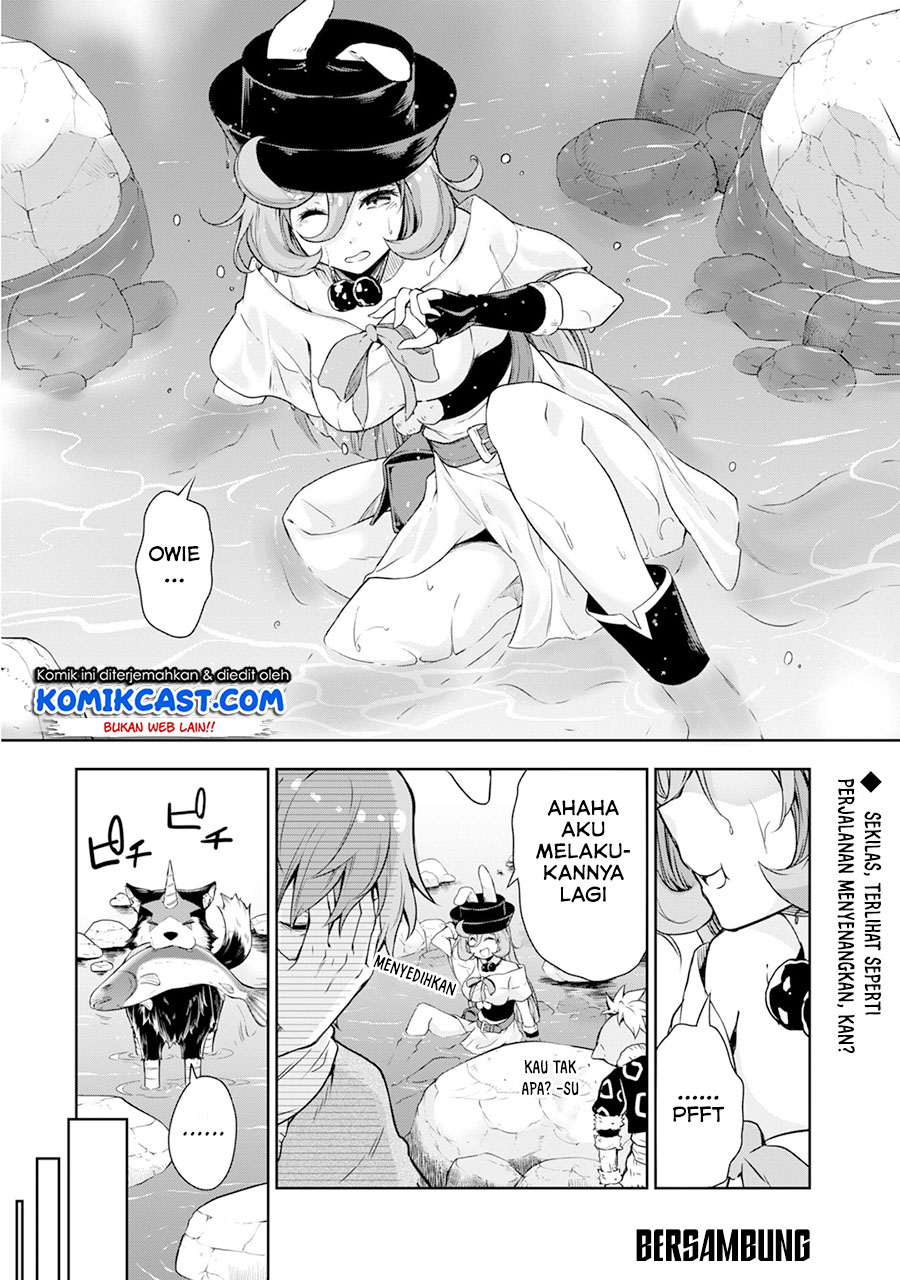 OWIE
...
Komik ini diterjemahkan & diedit oleh
KOMIKCAST.COM
BUKAN WEB LAIN!!
◆ SEKILAS, TERLIHAT SEPERTI
PERJALANAN MENYENANGKAN, KAN?
......
PFFT
AHAHA
AKU
MELAKU-
KANNYA
LAGI
MENYEDIHKAN
KAU TAK
APA? -SU
ピチ
ピチ
......
BERSAMBUNG